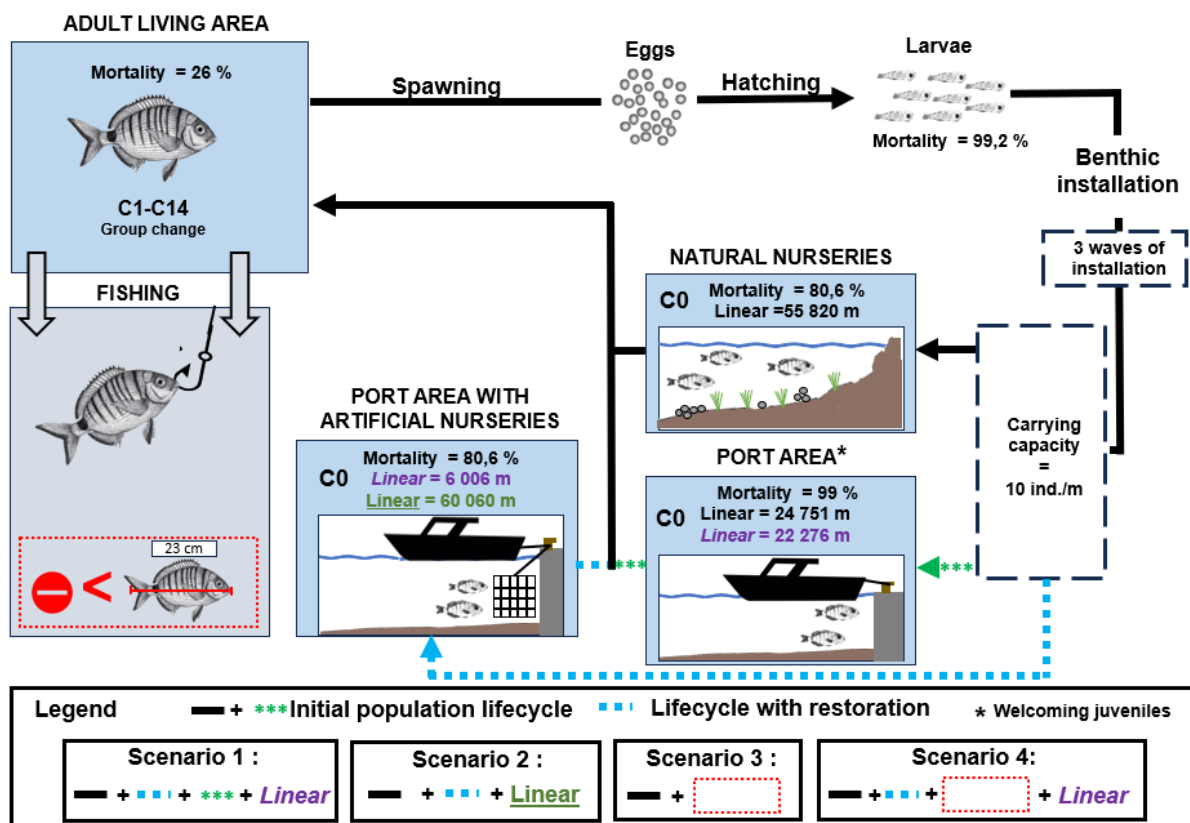 ADULT LIVING AREA
Mortality = 26 %
C1-C14
Group change
Spawning
Eggs
Hatching
Larvae
Mortality = 99,2 %
Benthic
installation
3 waves of
installation
FISHING
23 cm
<
NATURAL NURSERIES
C0
Mortality = 80,6 %
Linear =55 820 m
Carrying
capacity
=
10 ind./m
PORT AREA WITH
ARTIFICIAL NURSERIES
Mortality = 80,6 %
C0
Linear = 6 006 m
Linear = 60 060 m
PORT AREA*
Mortality = 99 %
C0
Linear = 24 751 m
Linear = 22 276 m
***
***
Legend
+ *** Initial population lifecycle
Lifecycle with restoration
* Welcoming juveniles
Scenario 1 :
+ + *** + Linear
Scenario 2 :
+ + Linear
Scenario 3 :
+
Scenario 4:
+ + + Linear